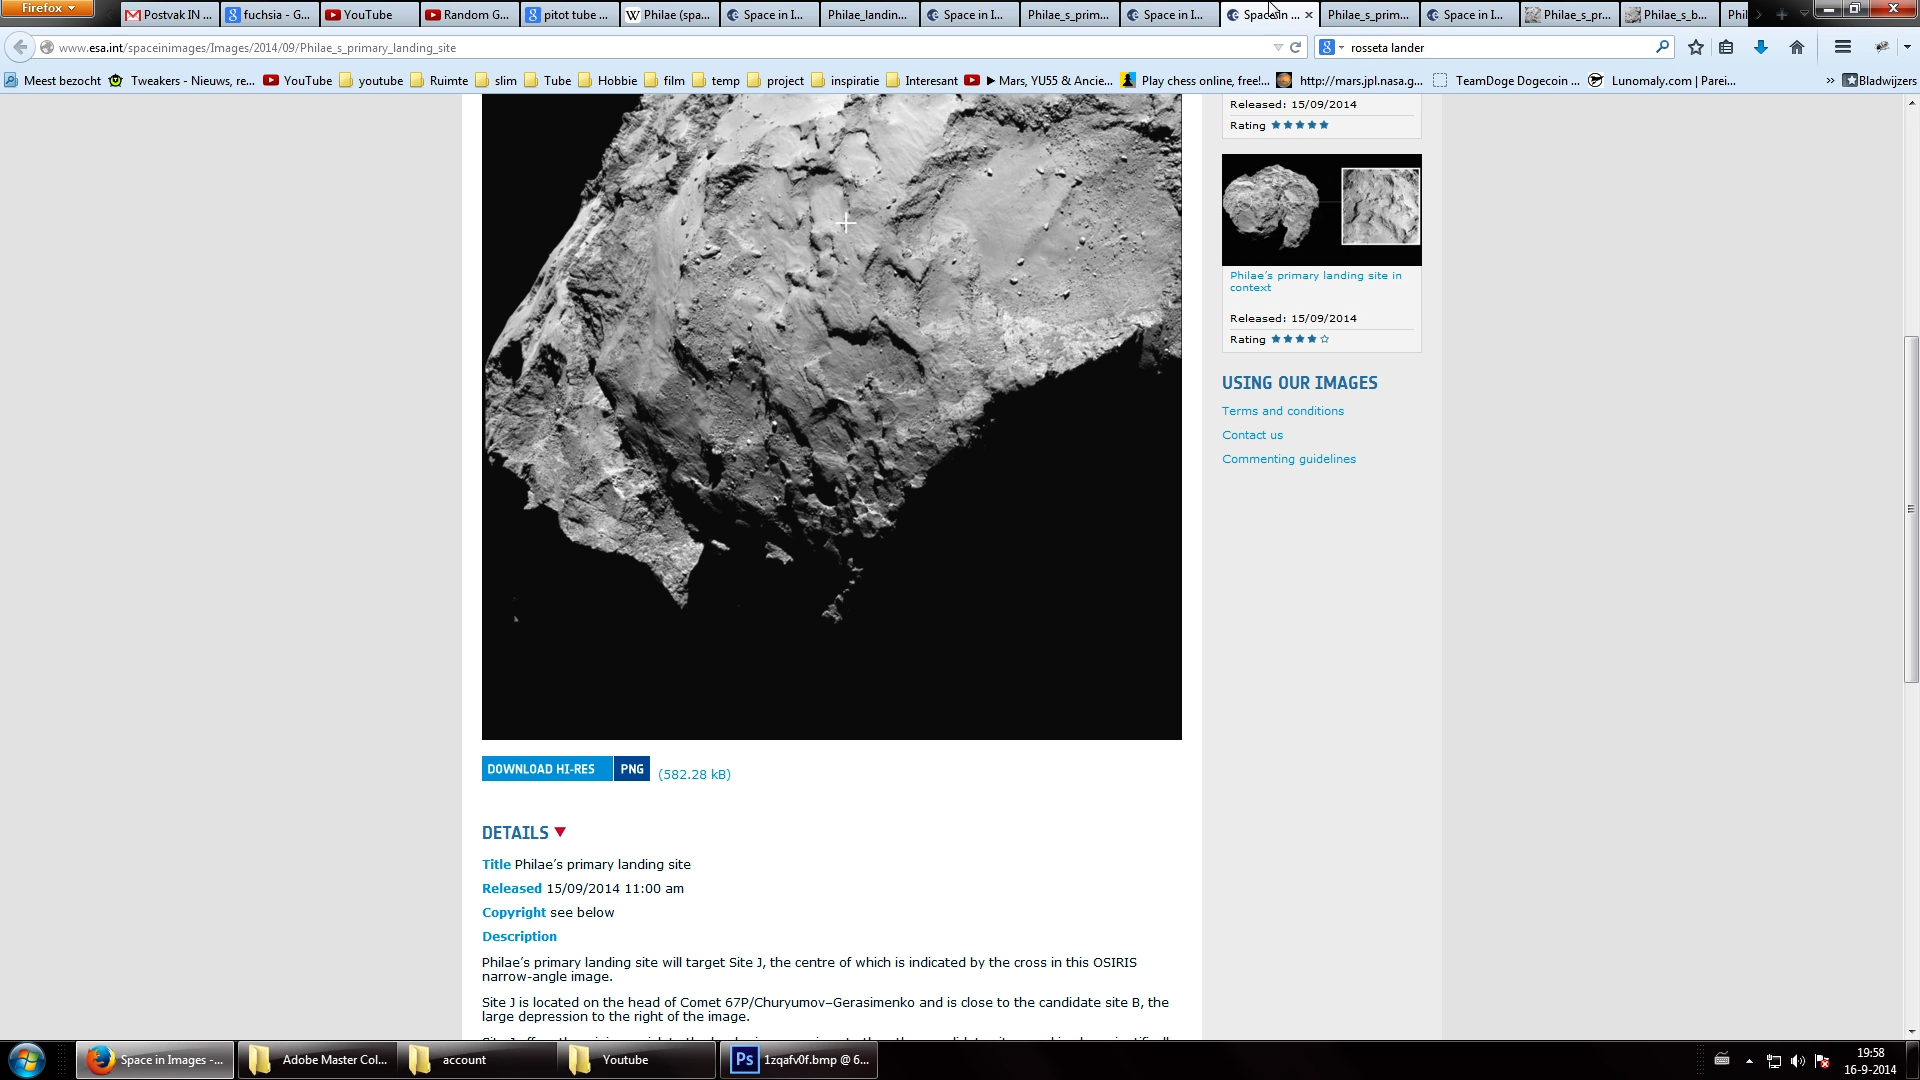 Firefox
Postvak IN ...
fuchsia - G...
YouTube
Random G...
pitot tube ...
Philae (spa...
Space in I...
Philae_landin...
Space in I...
Philae_s_prim...
Space in I...
Space in ...
Philae_s_prim...
Space in I...
Philae_s_pr...
Philae_s_b...
Phil
www.esa.int/spaceinimages/Images/2014/09/Philae_s_primary_landing_site
rosseta lander
Meest bezocht
Tweakers - Nieuws, re...
YouTube
youtube
Ruimte
slim
Tube
Hobbie
film
temp
project
inspiratie
Interesant
▶ Mars, YU55 & Ancie...
Play chess online, free!...
http://mars.jpl.nasa.g...
TeamDoge Dogecoin ...
Lunomaly.com | Parei...
»
Bladwijzers
Released: 15/09/2014
Rating ★★★★★
Philae’s primary landing site in
context
Released: 15/09/2014
Rating ★★★★☆
USING OUR IMAGES
Terms and conditions
Contact us
Commenting guidelines
DOWNLOAD HI-RES PNG (582.28 kB)
DETAILS
Title Philae’s primary landing site
Released 15/09/2014 11:00 am
Copyright see below
Description
Philae’s primary landing site will target Site J, the centre of which is indicated by the cross in this OSIRIS
narrow-angle image.
Site J is located on the head of Comet 67P/Churyumov–Gerasimenko and is close to the candidate site B, the
large depression to the right of the image.
Space in Images -...
Adobe Master Col...
account
Youtube
Ps 1zqafv0f.bmp @ 6...
19:58
16-9-2014